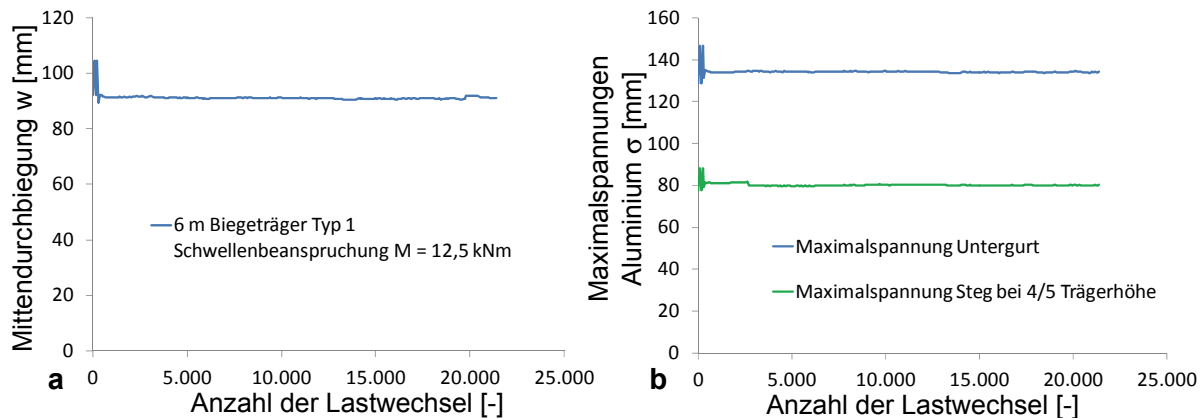 Mittendurchbiegung w [mm]
120
100
80
60
40
20
0
6 m Biegeträger Typ 1
Schwellenbeanspruchung M = 12,5 kNm
0 5.000 10.000 15.000 20.000 25.000
a
Anzahl der Lastwechsel [-]
Maximalspannungen
Aluminium σ [mm]
160
140
120
100
80
60
40
20
0
Maximalspannung Untergurt
Maximalspannung Steg bei 4/5 Trägerhöhe
0 5.000 10.000 15.000 20.000 25.000
b
Anzahl der Lastwechsel [-]